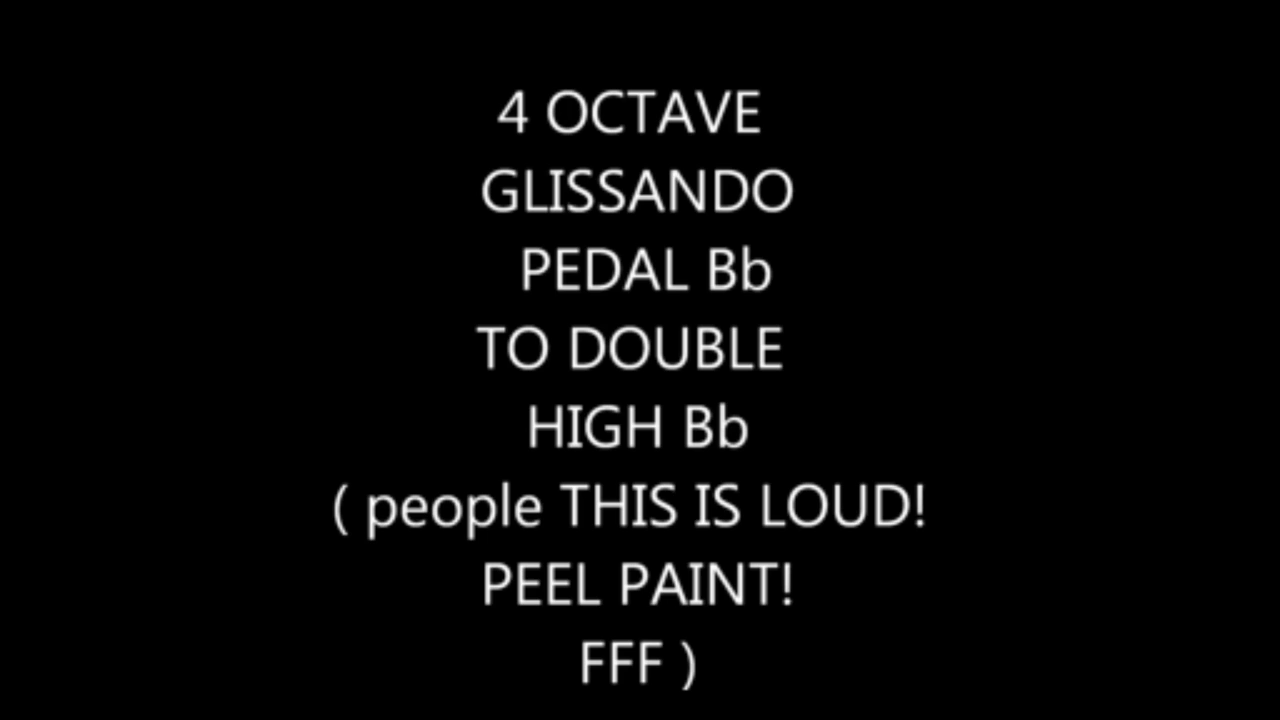 4 OCTAVE
GLISSANDO
PEDAL Bb
TO DOUBLE
HIGH Bb
( people THIS IS LOUD!
PEEL PAINT!
FFF )